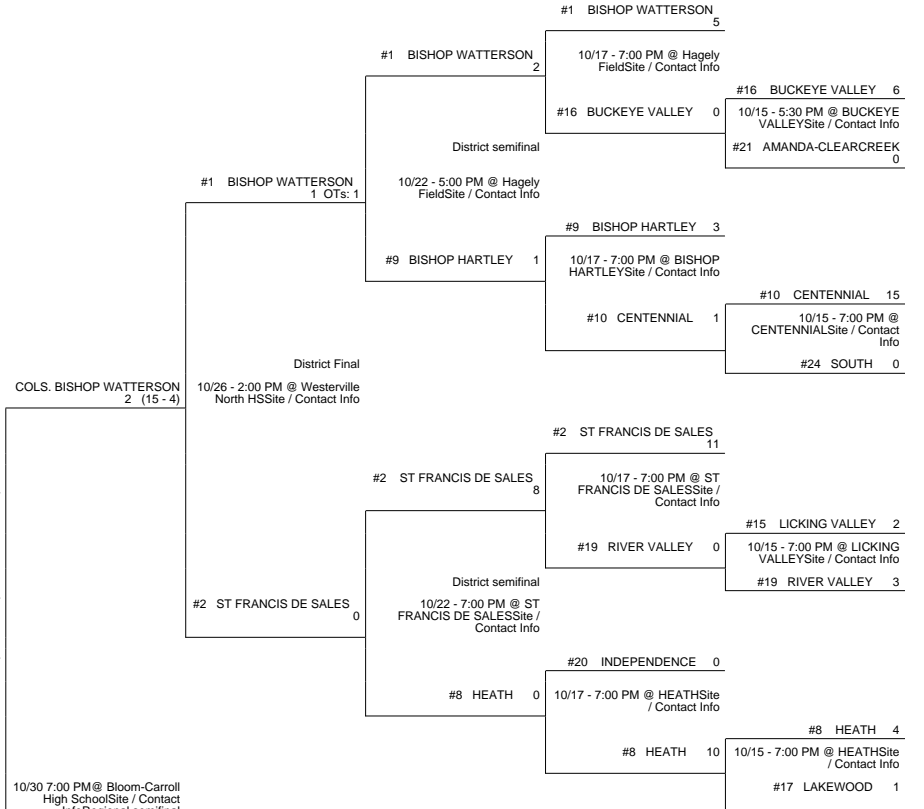 #1 BISHOP WATTERSON
5
#1 BISHOP WATTERSON
2
10/17 - 7:00 PM @ Hagely
FieldSite / Contact Info
#16 BUCKEYE VALLEY 6
#16 BUCKEYE VALLEY 0
10/15 - 5:30 PM @ BUCKEYE
VALLEYSite / Contact Info
District semifinal
#21 AMANDA-CLEARCREEK
0
#1 BISHOP WATTERSON
1 OTs: 1
10/22 - 5:00 PM @ Hagely
FieldSite / Contact Info
#9 BISHOP HARTLEY 3
#9 BISHOP HARTLEY 1
10/17 - 7:00 PM @ BISHOP
HARTLEYSite / Contact Info
#10 CENTENNIAL 15
#10 CENTENNIAL 1
10/15 - 7:00 PM @
CENTENNIALSite / Contact
Info
#24 SOUTH 0
District Final
COLS. BISHOP WATTERSON
2 (15 - 4)
10/26 - 2:00 PM @ Westerville
North HSSite / Contact Info
#2 ST FRANCIS DE SALES
11
#2 ST FRANCIS DE SALES
8
10/17 - 7:00 PM @ ST
FRANCIS DE SALESSite /
Contact Info
#15 LICKING VALLEY 2
#19 RIVER VALLEY 0
10/15 - 7:00 PM @ LICKING
VALLEYSite / Contact Info
#19 RIVER VALLEY 3
District semifinal
#2 ST FRANCIS DE SALES
0
10/22 - 7:00 PM @ ST
FRANCIS DE SALESSite /
Contact Info
#20 INDEPENDENCE 0
#8 HEATH 0
10/17 - 7:00 PM @ HEATHSite
/ Contact Info
#8 HEATH 4
#8 HEATH 10
10/15 - 7:00 PM @ HEATHSite
/ Contact Info
#17 LAKEWOOD 1
10/30 7:00 PM@ Bloom-Carroll
High SchoolSite / Contact
InfoRegional semifinal